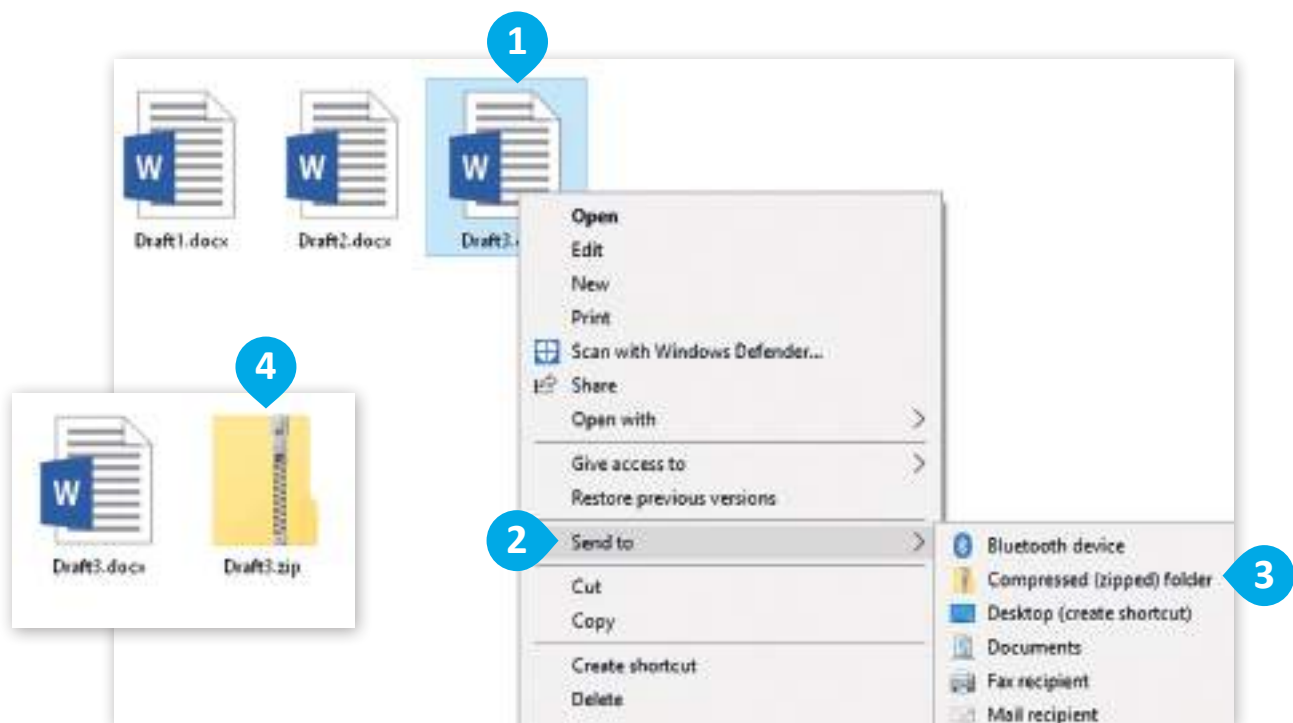 1
W
W
W
Draft1.docx
Draft2.docx
Draft3.
Open
Edit
New
Print
Scan with Windows Defender...
Share
Open with
Give access to
Restore previous versions
2
Send to
Cut
Copy
Create shortcut
Delete
Bluetooth device
Compressed (zipped) folder
3
Desktop (create shortcut)
Documents
Fax recipient
Mail recipient
4
W
Draft3.docx
Draft3.zip